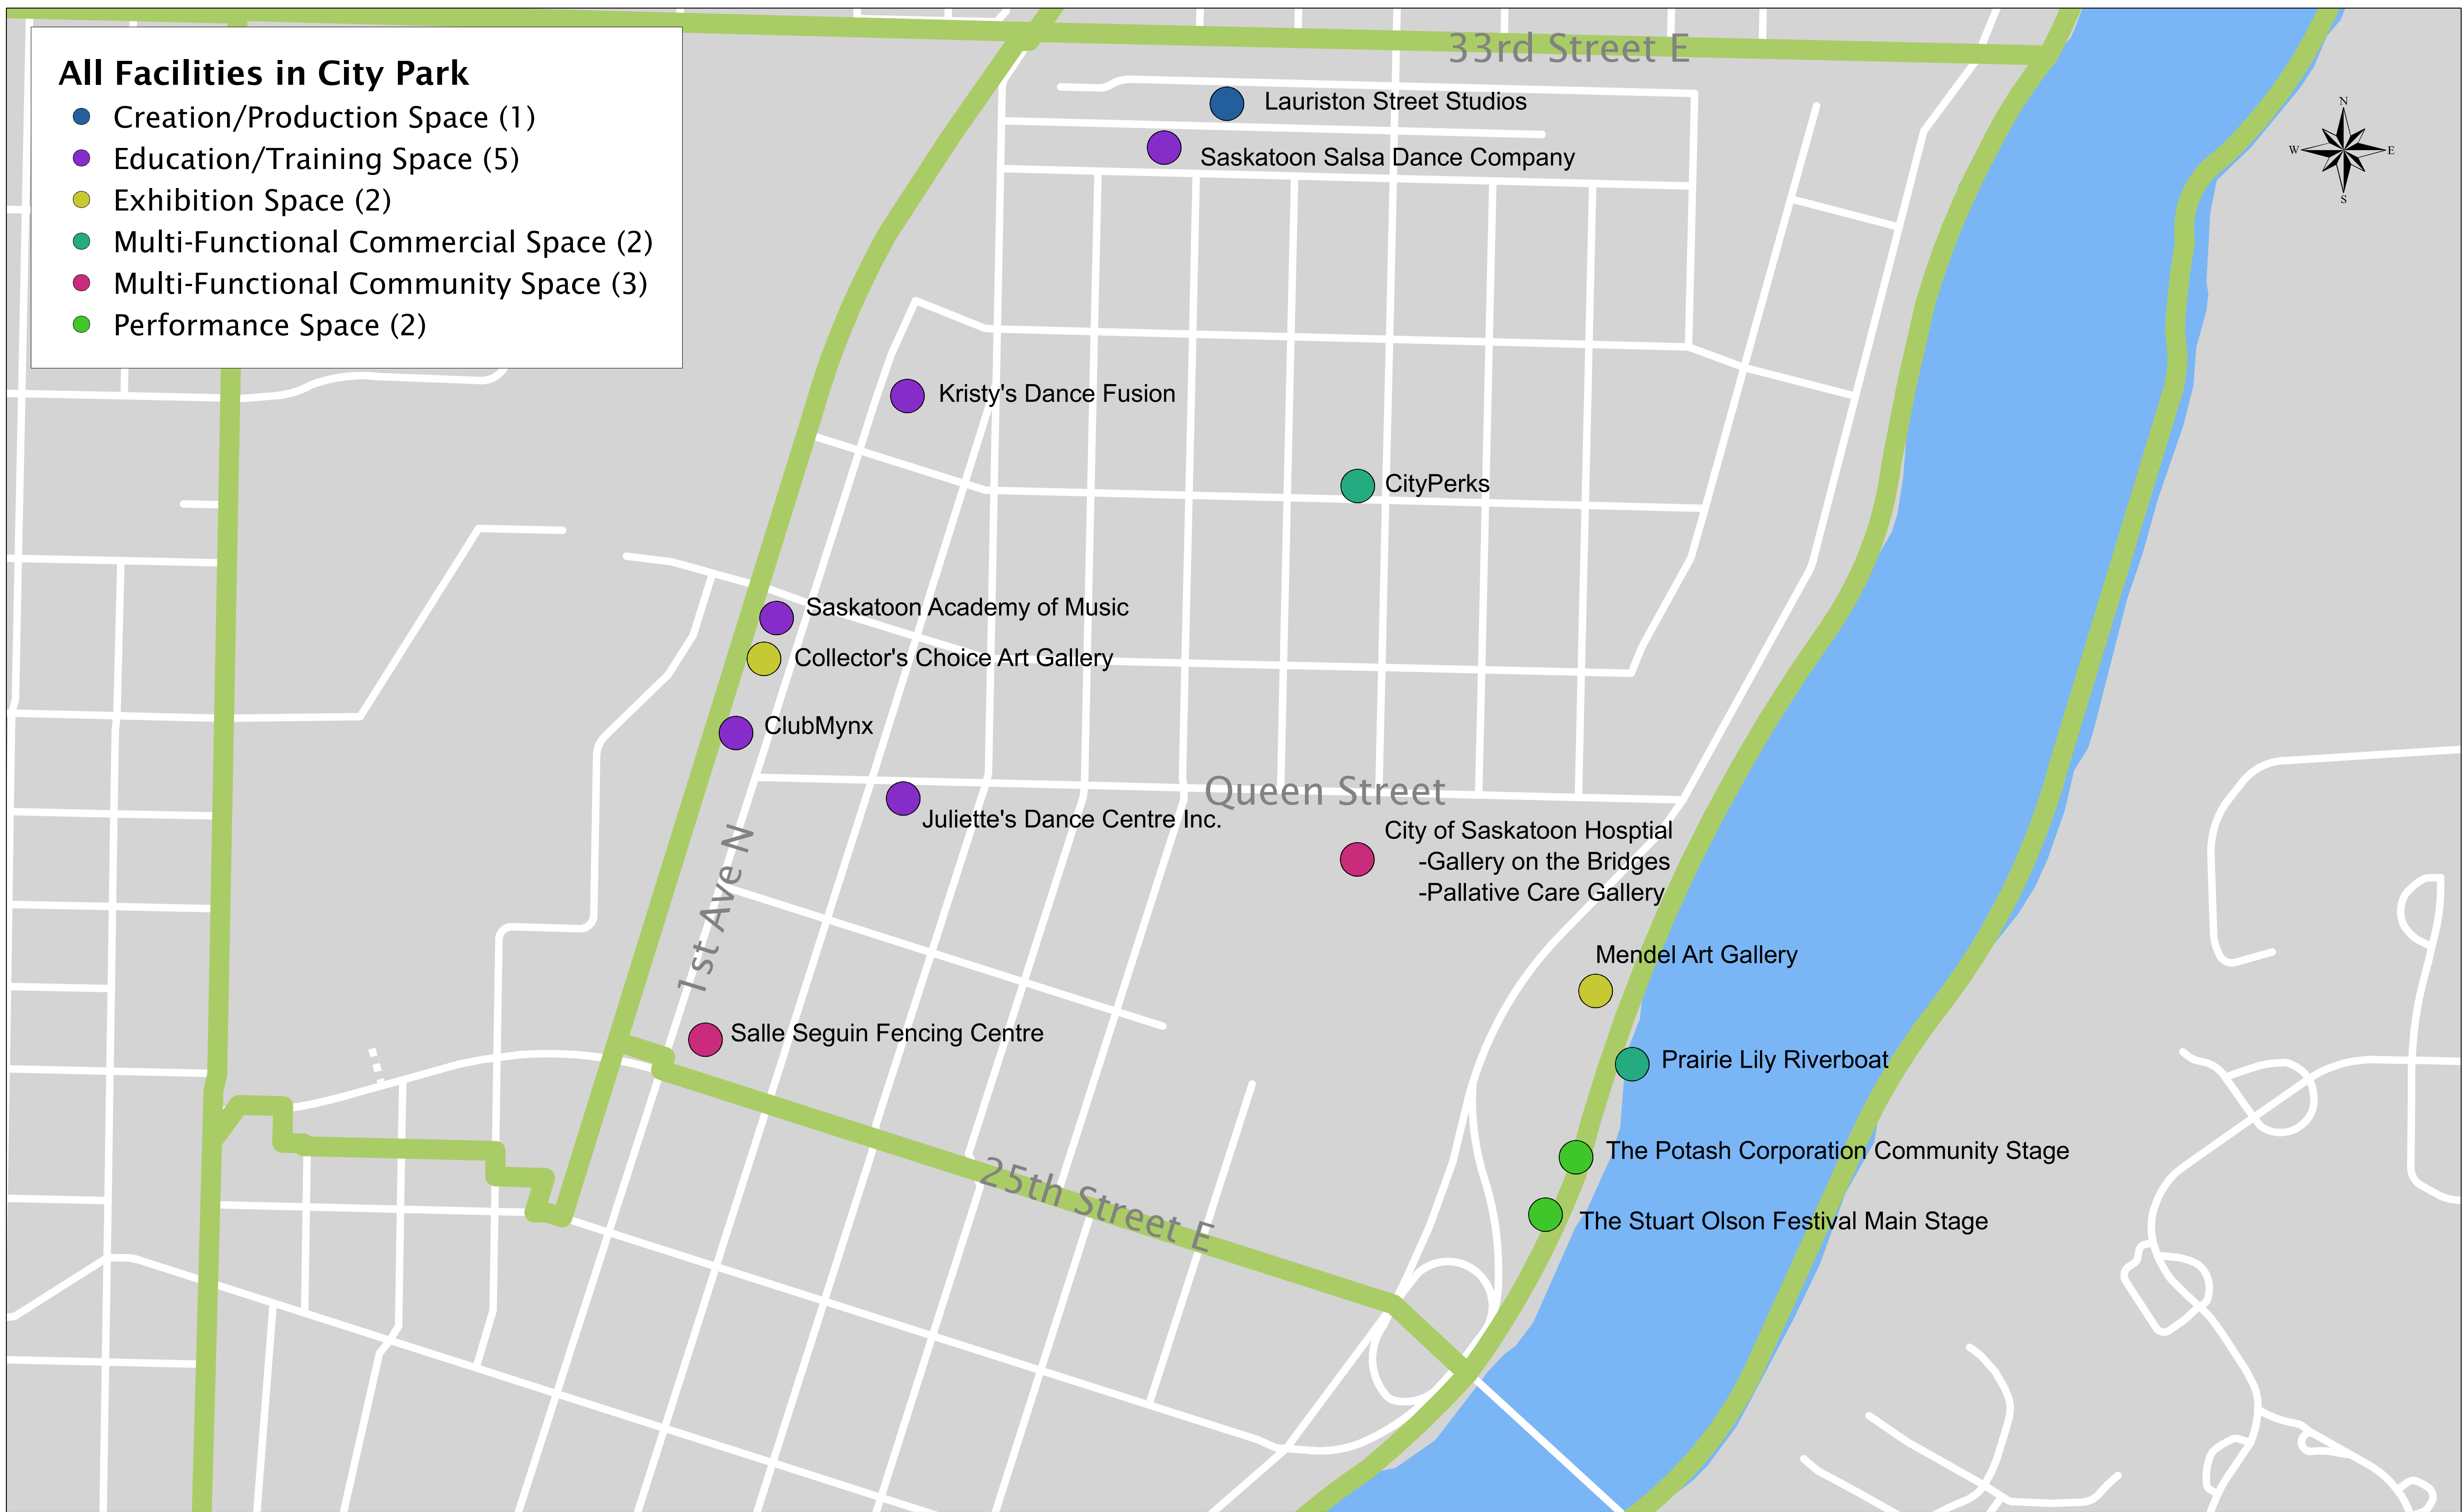 All Facilities in City Park
Creation/Production Space (1)
Education/Training Space (5)
Exhibition Space (2)
Multi-Functional Commercial Space (2)
Multi-Functional Community Space (3)
Performance Space (2)
33rd Street E
N
W E
S
Lauriston Street Studios
Saskatoon Salsa Dance Company
Kristy's Dance Fusion
CityPerks
Saskatoon Academy of Music
Collector's Choice Art Gallery
ClubMynx
Queen Street
Juliette's Dance Centre Inc.
1st Ave N
City of Saskatoon Hosptial
-Gallery on the Bridges
-Pallative Care Gallery
Mendel Art Gallery
Salle Seguin Fencing Centre
Prairie Lily Riverboat
The Potash Corporation Community Stage
25th Street E
The Stuart Olson Festival Main Stage